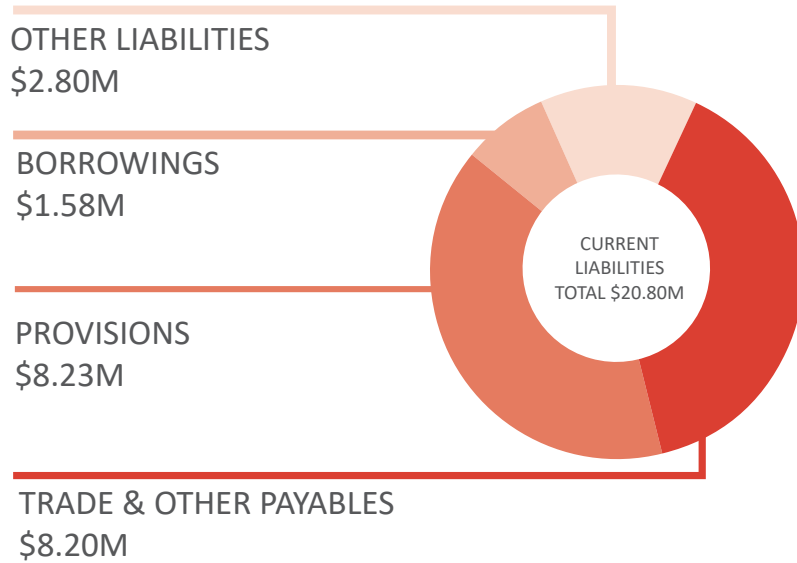 OTHER LIABILITIES
$2.80M
BORROWINGS
$1.58M
PROVISIONS
$8.23M
TRADE & OTHER PAYABLES
$8.20M
CURRENT
LIABILITIES
TOTAL $20.80M